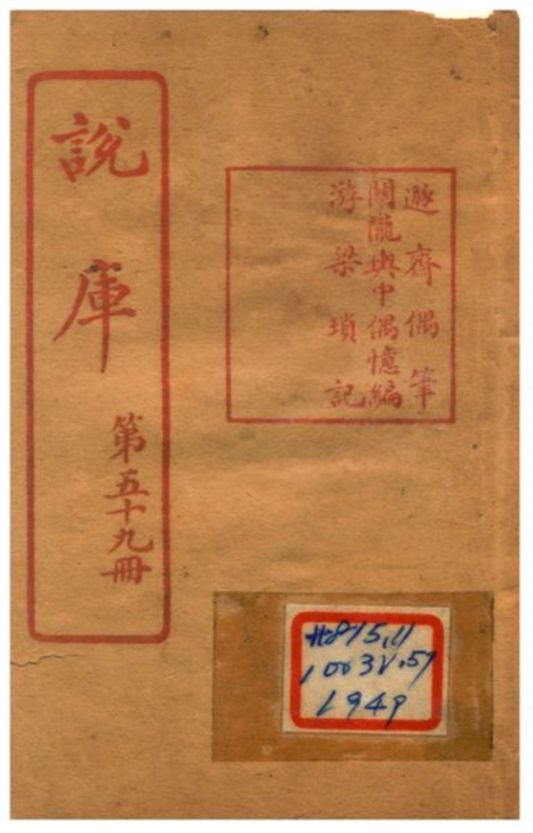 遯齋偶筆
關隴輿中偶憶編
游梁瑣記
說庫
第五十九冊
#815.11
1003V.59
1949